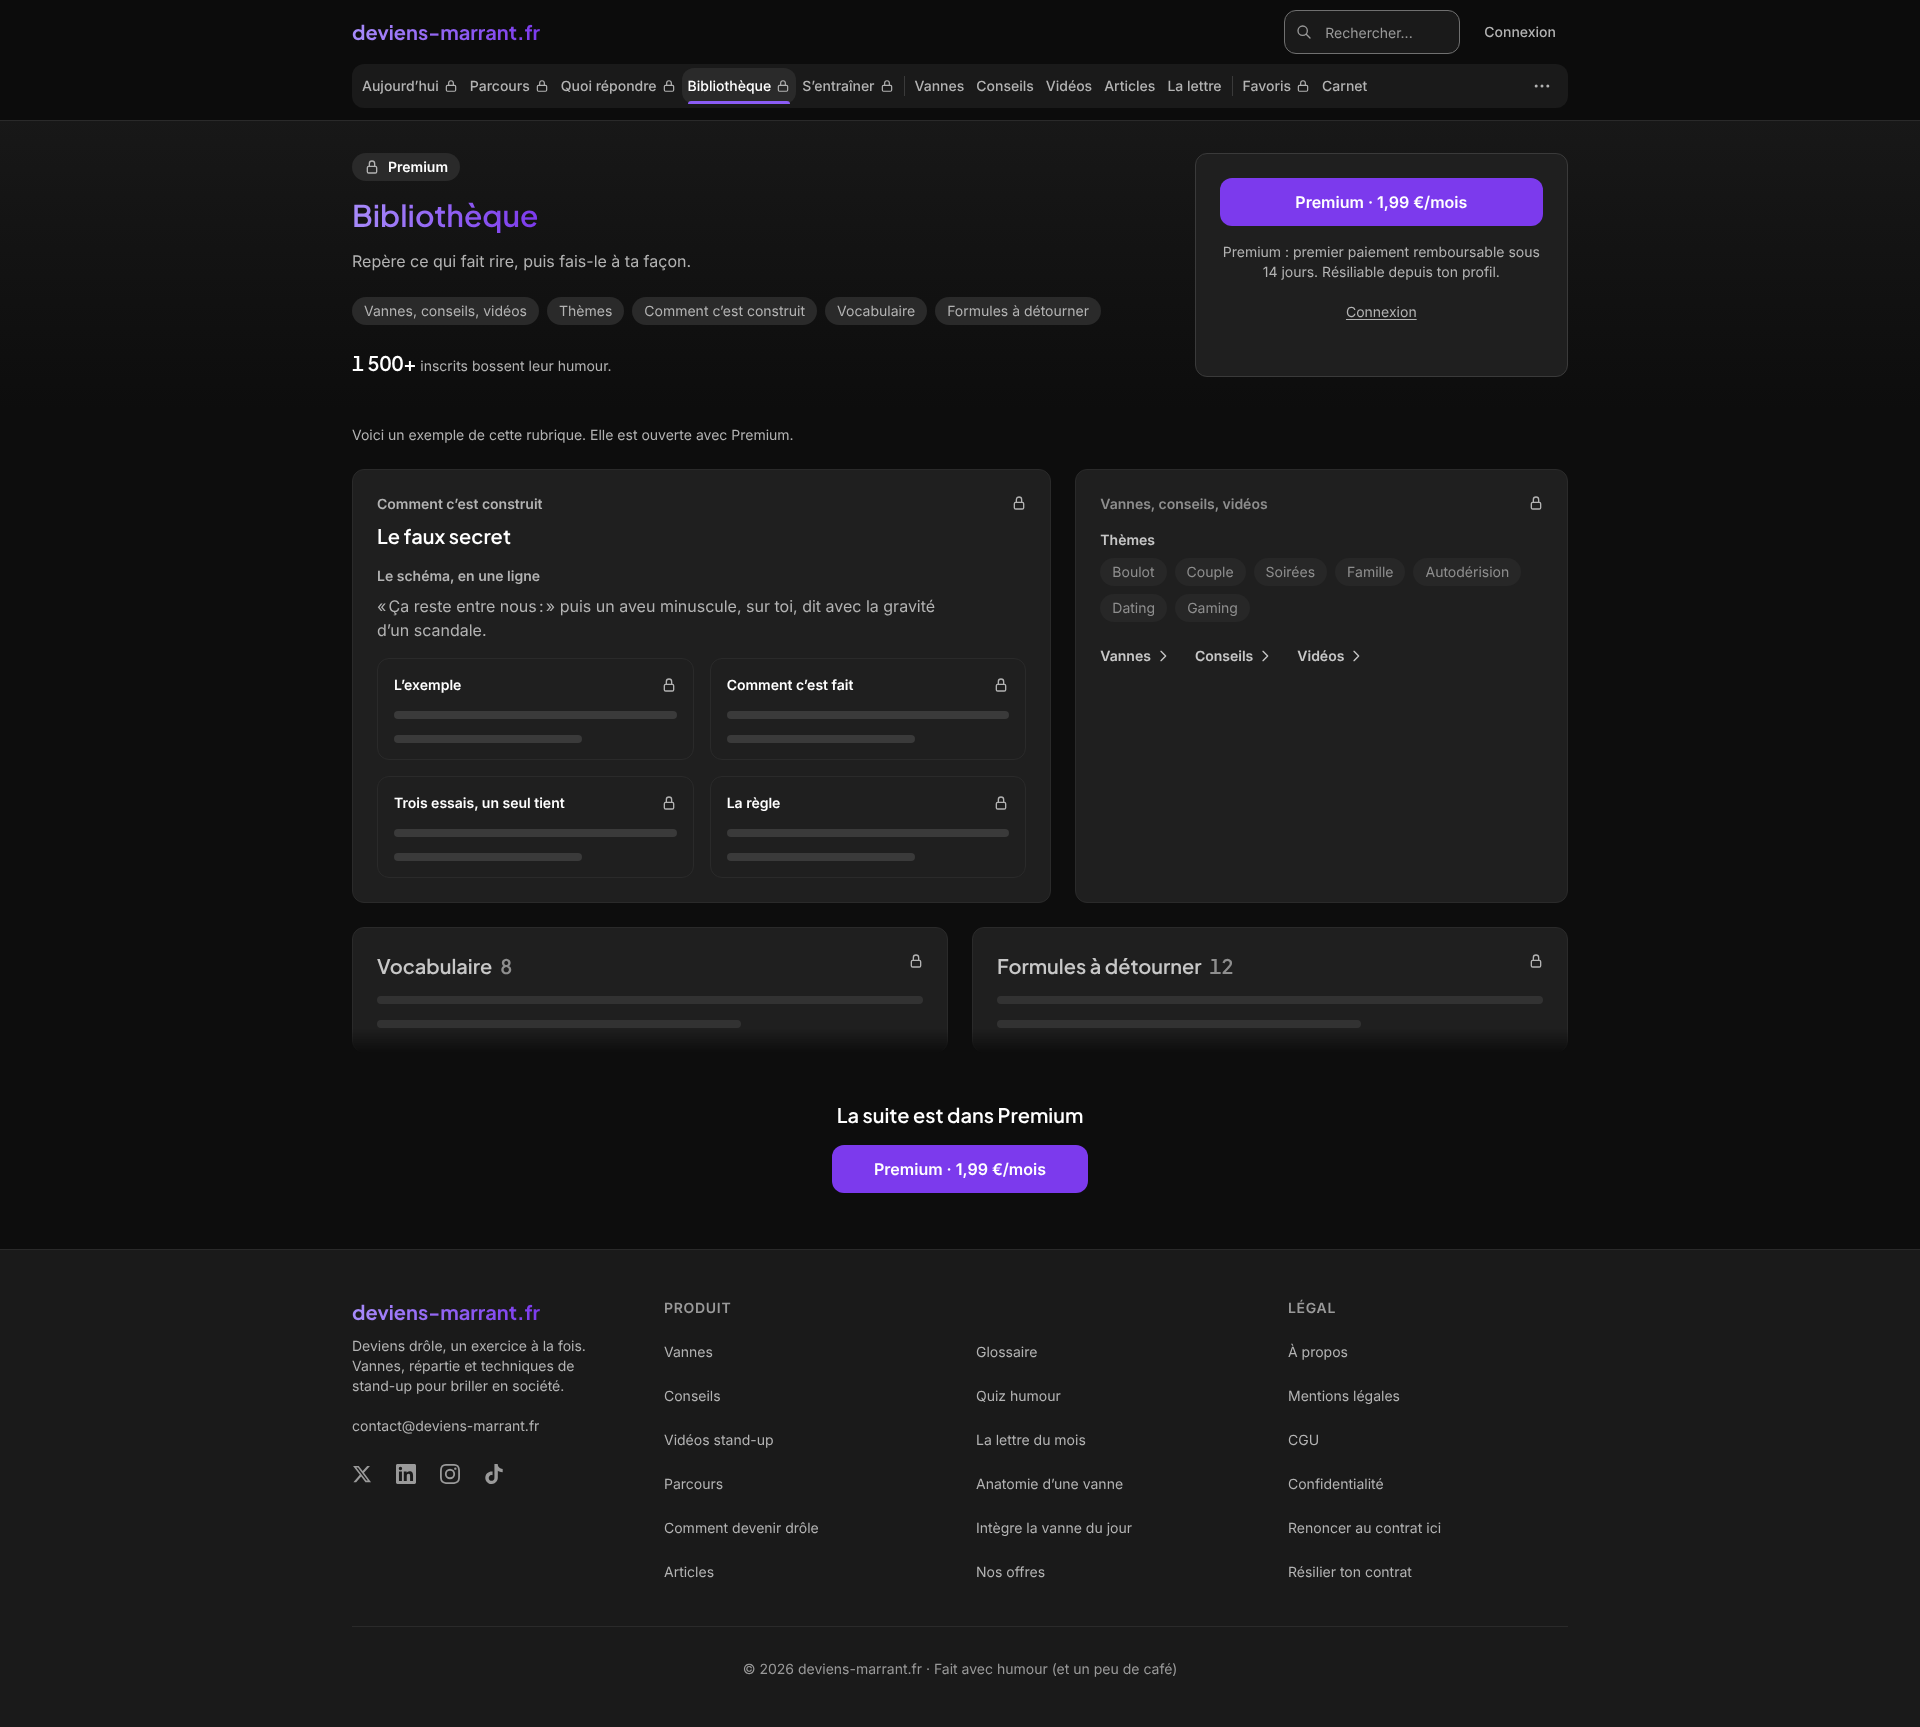 deviens-marrant.fr
Rechercher...
Connexion
Aujourd’hui
Parcours
Quoi répondre
Bibliothèque
S’entraîner
Vannes
Conseils
Vidéos
Articles
La lettre
Favoris
Carnet
Premium
Bibliothèque
Repère ce qui fait rire, puis fais-le à ta façon.
Vannes, conseils, vidéos
Thèmes
Comment c’est construit
Vocabulaire
Formules à détourner
1 500+ inscrits bossent leur humour.
Premium · 1,99 €/mois
Premium : premier paiement remboursable sous
14 jours. Résiliable depuis ton profil.
Connexion
Voici un exemple de cette rubrique. Elle est ouverte avec Premium.
Comment c’est construit
Le faux secret
Le schéma, en une ligne
« Ça reste entre nous : » puis un aveu minuscule, sur toi, dit avec la gravité
d’un scandale.
L’exemple
Comment c’est fait
Trois essais, un seul tient
La règle
Vannes, conseils, vidéos
Thèmes
Boulot
Couple
Soirées
Famille
Autodérision
Dating
Gaming
Vannes
Conseils
Vidéos
Vocabulaire 8
Formules à détourner 12
La suite est dans Premium
Premium · 1,99 €/mois
deviens-marrant.fr
Deviens drôle, un exercice à la fois.
Vannes, répartie et techniques de
stand-up pour briller en société.
contact@deviens-marrant.fr
PRODUIT
Vannes
Conseils
Vidéos stand-up
Parcours
Comment devenir drôle
Articles
Glossaire
Quiz humour
La lettre du mois
Anatomie d’une vanne
Intègre la vanne du jour
Nos offres
LÉGAL
À propos
Mentions légales
CGU
Confidentialité
Renoncer au contrat ici
Résilier ton contrat
© 2026 deviens-marrant.fr · Fait avec humour (et un peu de café)